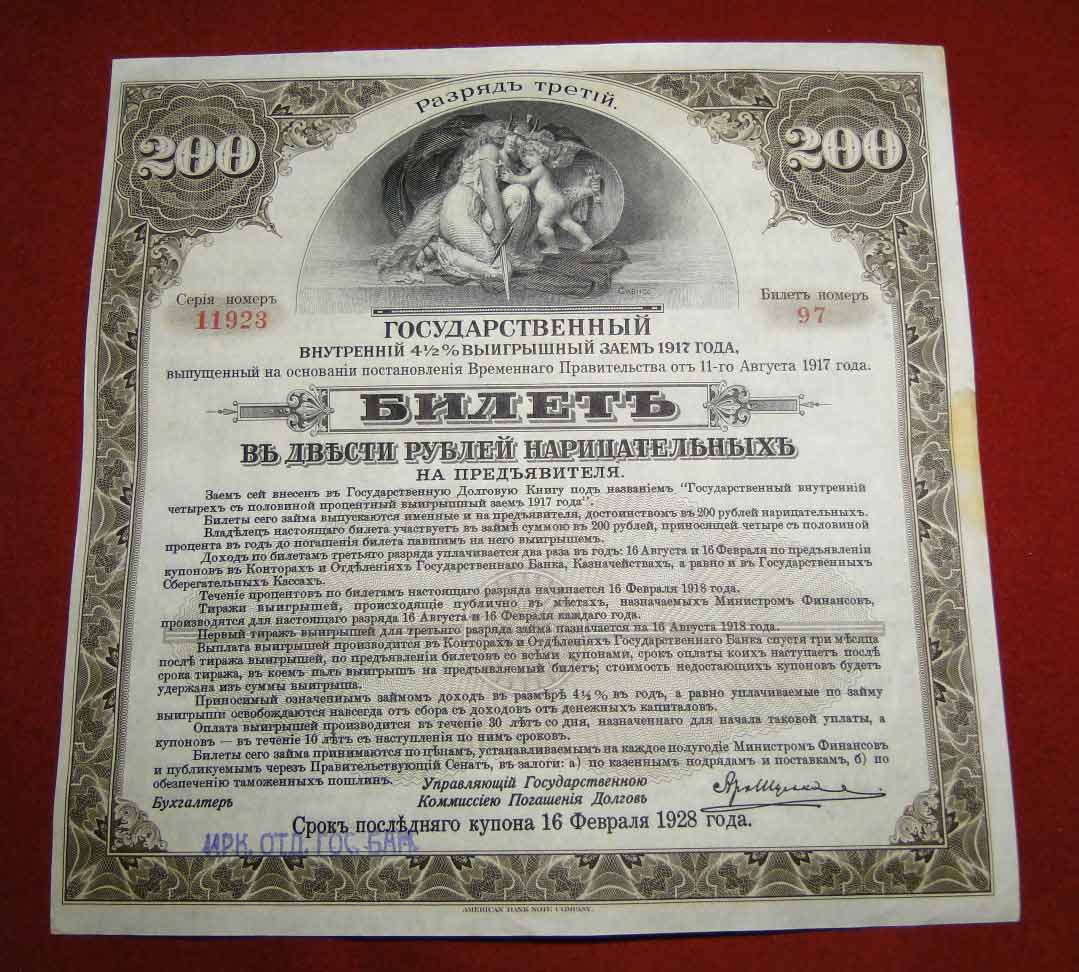 Разрядъ третій.
200
200
Серія номеръ
11923
Билетъ номеръ
97
ГОСУДАРСТВЕННЫЙ
ВНУТРЕННІЙ 4½% ВЫИГРЫШНЫЙ ЗАЕМЪ 1917 ГОДА,
выпущенный на основаніи постановленія Временнаго Правительства отъ 11-го Августа 1917 года.
БИЛЕТЪ
ВЪ ДВѢСТИ РУБЛЕЙ НАРИЦАТЕЛЬНЫХЪ
НА ПРЕДЪЯВИТЕЛЯ.
Заемъ сей внесенъ въ Государственную Долговую Книгу подъ названіемъ "Государственный внутренній
четырехъ съ половиной процентный выигрышный заемъ 1917 года".
Билеты сего займа выпускаются именные и на предъявителя, достоинствомъ въ 200 рублей нарицательныхъ.
Владѣлецъ настоящаго билета участвуетъ въ займѣ суммою въ 200 рублей, приносящей четыре съ половиной
процента въ годъ до погашенія билета павшимъ на него выигрышемъ.
Доходъ по билетамъ третьяго разряда уплачивается два раза въ годъ: 16 Августа и 16 Февраля по предъявленіи
купоновъ въ Конторахъ и Отдѣленіяхъ Государственнаго Банка, Казначействахъ, а равно и въ Государственныхъ
Сберегательныхъ Кассахъ.
Теченіе процентовъ по билетамъ настоящаго разряда начинается 16 Февраля 1918 года.
Тиражи выигрышей, происходящіе публично въ мѣстахъ, назначаемыхъ Министромъ Финансовъ,
производятся для настоящаго разряда 16 Августа и 16 Февраля каждаго года.
Первый тиражъ выигрышей для третьяго разряда займа назначается на 16 Августа 1918 года.
Выплата выигрышей производится въ Конторахъ и Отдѣленіяхъ Государственнаго Банка спустя три мѣсяца
послѣ тиража выигрышей, по предъявленіи билетовъ со всѣми купонами, срокъ оплаты коихъ наступаетъ послѣ
срока тиража, въ коемъ палъ выигрышъ на предъявляемый билетъ; стоимость недостающихъ купоновъ будетъ
удержана изъ суммы выигрыша.
Приносимый означеннымъ займомъ доходъ въ размѣрѣ 4½% въ годъ, а равно уплачиваемые по займу
выигрыши освобождаются навсегда отъ сбора съ доходовъ отъ денежныхъ капиталовъ.
Оплата выигрышей производится въ теченіе 30 лѣтъ со дня, назначеннаго для начала таковой уплаты, а
купоновъ — въ теченіе 10 лѣтъ съ наступленія по нимъ сроковъ.
Билеты сего займа принимаются по цѣнамъ, устанавливаемымъ на каждое полугодіе Министромъ Финансовъ
и публикуемымъ черезъ Правительствующій Сенатъ, въ залоги: а) по казеннымъ подрядамъ и поставкамъ, б) по
обезпеченію таможенныхъ пошлинъ.
Управляющій Государственною
Коммиссіею Погашенія Долговъ
Бухгалтеръ
Срокъ послѣдняго купона 16 Февраля 1928 года.
ИРК. ОТД. ГОС. БАН.
AMERICAN BANK NOTE COMPANY.